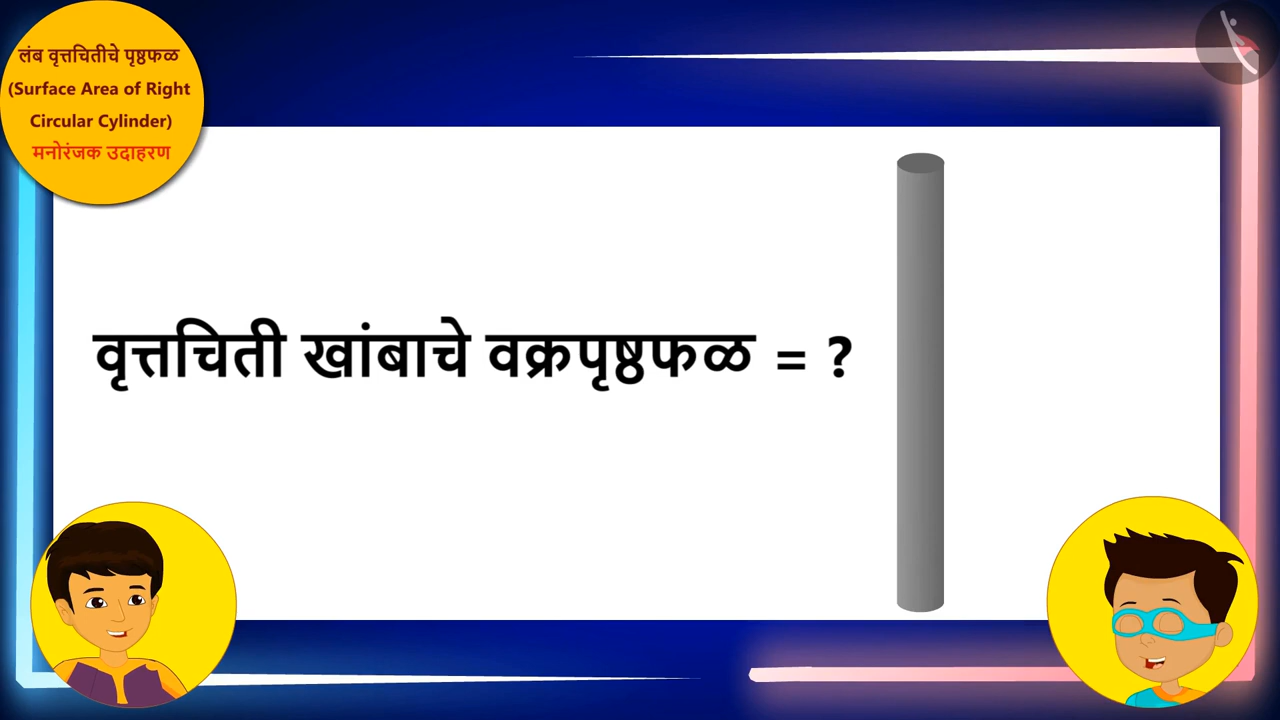 लंब वृत्तचितीचे पृष्ठफळ
(Surface Area of Right
Circular Cylinder)
मनोरंजक उदाहरण
वृत्तचिती खांबाचे वक्रपृष्ठफळ = ?